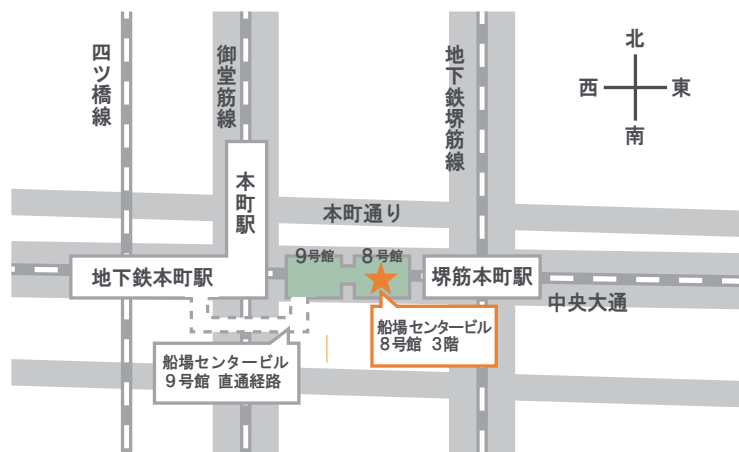 四ツ橋線
御堂筋線
地下鉄堺筋線
北
西
東
南
本町駅
本町通り
9号館
8号館
地下鉄本町駅
堺筋本町駅
中央大通
船場センタービル
8号館 3階
船場センタービル
9号館 直通経路